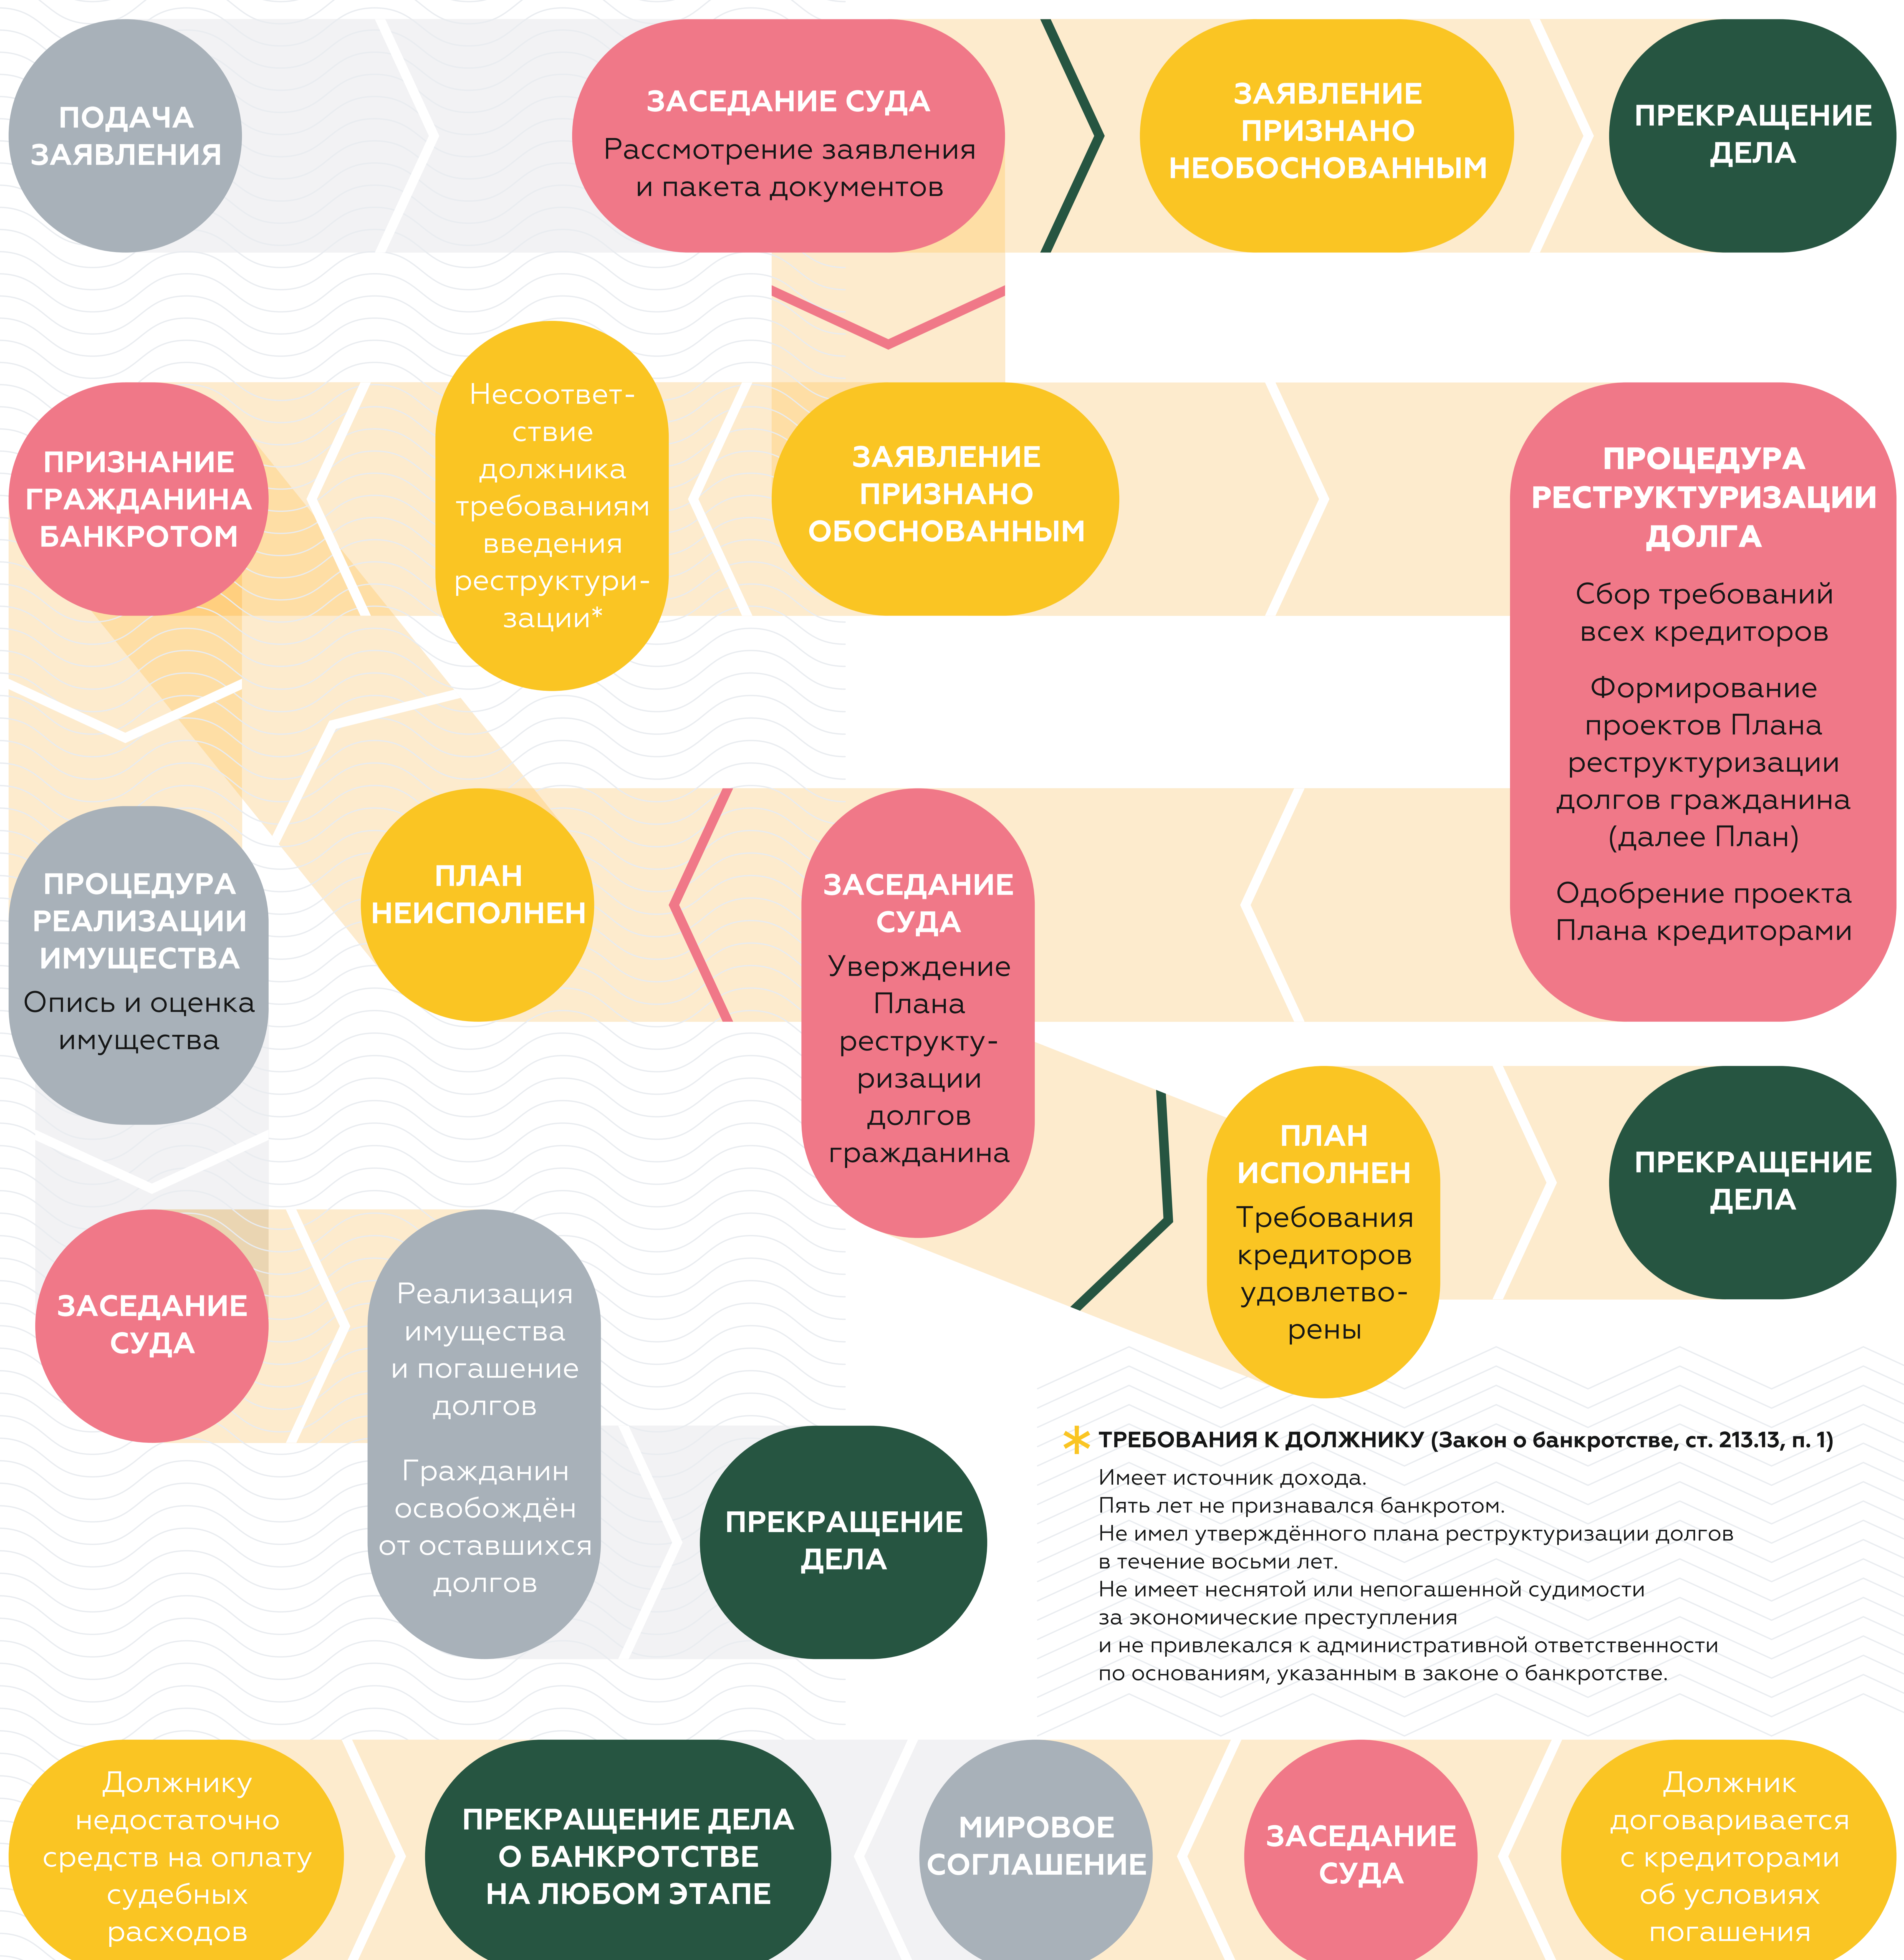 ПОДАЧА
ЗАЯВЛЕНИЯ
ЗАСЕДАНИЕ СУДА
Рассмотрение заявления
и пакета документов
ЗАЯВЛЕНИЕ
ПРИЗНАНО
НЕОБОСНОВАННЫМ
ПРЕКРАЩЕНИЕ
ДЕЛА
ПРИЗНАНИЕ
ГРАЖДАНИНА
БАНКРОТОМ
Несоответ-
ствие
должника
требованиям
введения
реструктури-
зации*
ЗАЯВЛЕНИЕ
ПРИЗНАНО
ОБОСНОВАННЫМ
ПРОЦЕДУРА
РЕСТРУКТУРИЗАЦИИ
ДОЛГА
Сбор требований
всех кредиторов
Формирование
проектов Плана
реструктуризации
долгов гражданина
(далее План)
Одобрение проекта
Плана кредиторами
ПРОЦЕДУРА
РЕАЛИЗАЦИИ
ИМУЩЕСТВА
Опись и оценка
имущества
ПЛАН
НЕИСПОЛНЕН
ЗАСЕДАНИЕ
СУДА
Уверждение
Плана
реструкту-
ризации
долгов
гражданина
ПЛАН
ИСПОЛНЕН
Требования
кредиторов
удовлетво-
рены
ПРЕКРАЩЕНИЕ
ДЕЛА
ЗАСЕДАНИЕ
СУДА
Реализация
имущества
и погашение
долгов
Гражданин
освобождён
от оставшихся
долгов
ПРЕКРАЩЕНИЕ
ДЕЛА
* ТРЕБОВАНИЯ К ДОЛЖНИКУ (Закон о банкротстве, ст. 213.13, п. 1)
Имеет источник дохода.
Пять лет не признавался банкротом.
Не имел утверждённого плана реструктуризации долгов
в течение восьми лет.
Не имеет неснятой или непогашенной судимости
за экономические преступления
и не привлекался к административной ответственности
по основаниям, указанным в законе о банкротстве.
Должнику
недостаточно
средств на оплату
судебных
расходов
ПРЕКРАЩЕНИЕ ДЕЛА
О БАНКРОТСТВЕ
НА ЛЮБОМ ЭТАПЕ
МИРОВОЕ
СОГЛАШЕНИЕ
ЗАСЕДАНИЕ
СУДА
Должник
договаривается
с кредиторами
об условиях
погашения